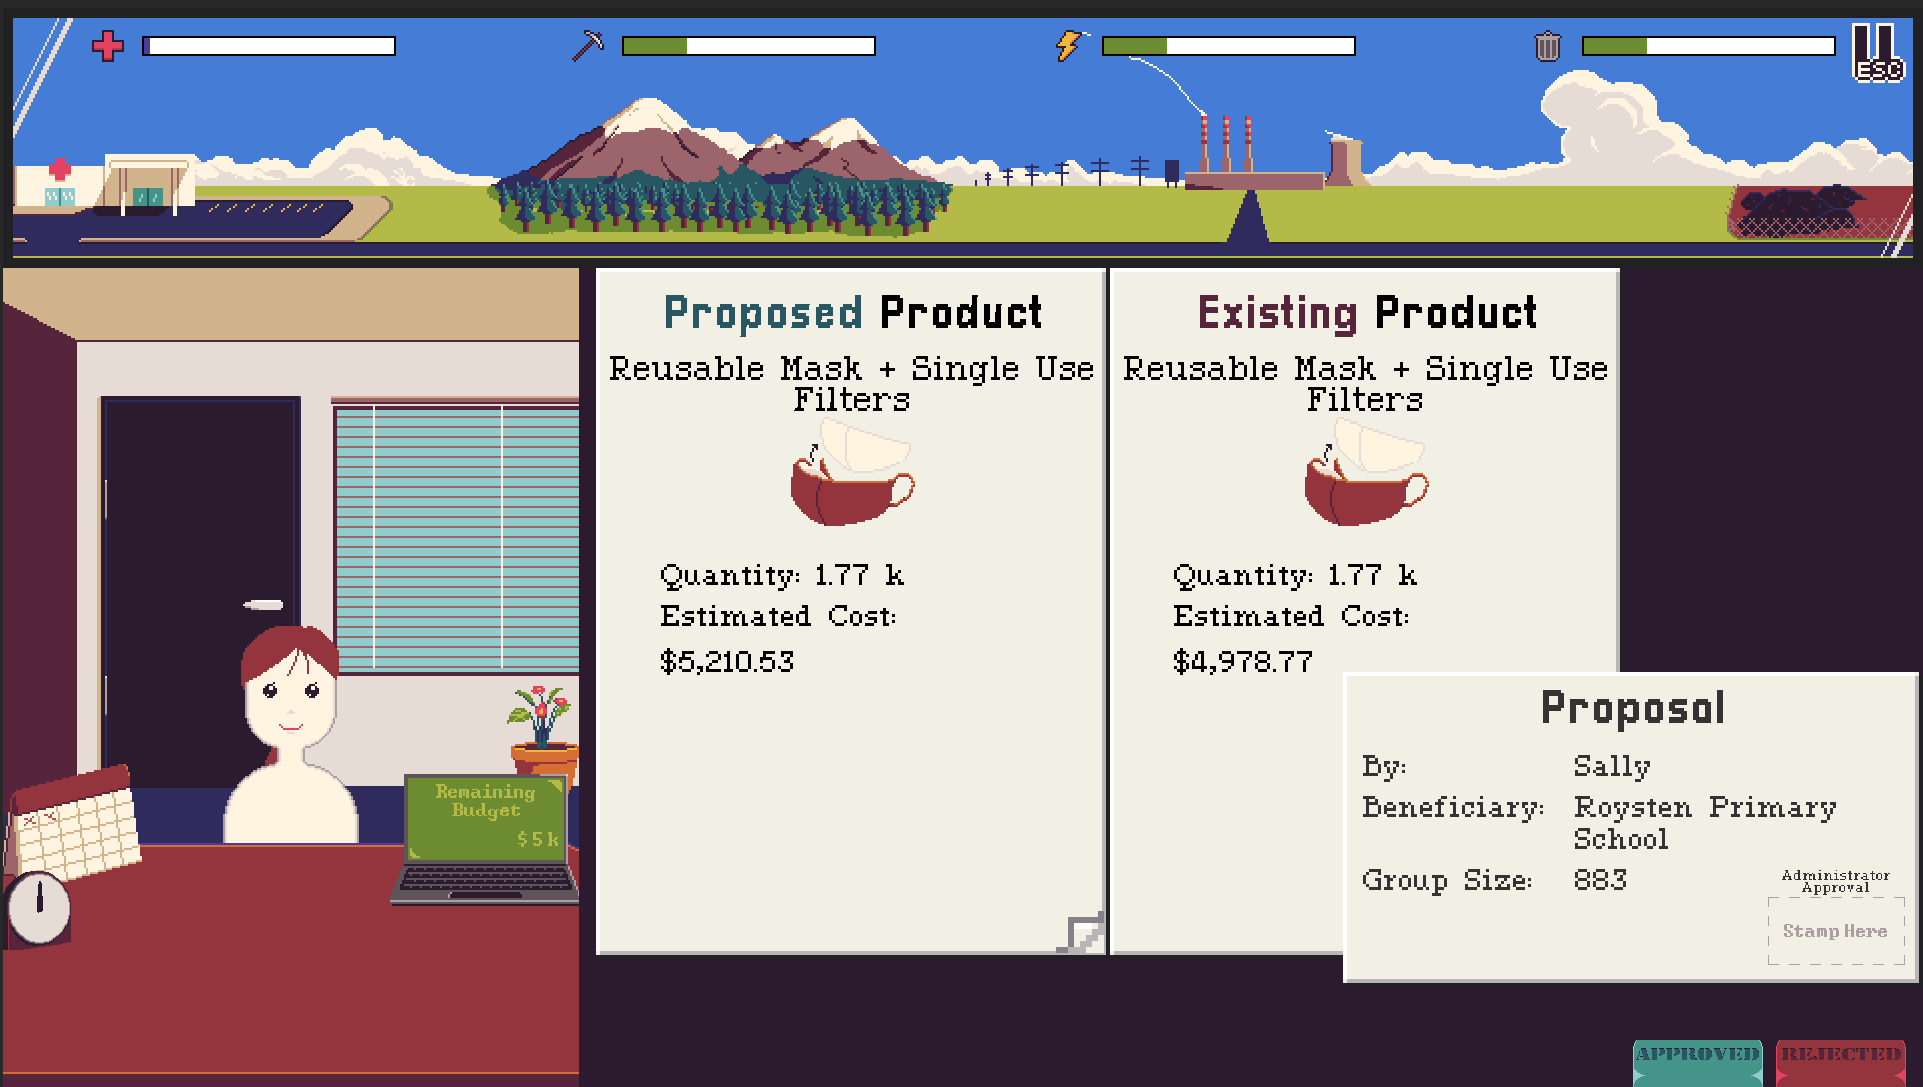 ESC
Proposed Product
Reusable Mask + Single Use
Filters
Quantity: 1.77 k
Estimated Cost:
$5,210.53
Existing Product
Reusable Mask + Single Use
Filters
Quantity: 1.77 k
Estimated Cost:
$4,978.77
Remaining
Budget
$5k
Proposal
By: Sally
Beneficiary: Roysten Primary
School
Group Size: 883
Administrator
Approval
Stamp Here
APPROVED
REJECTED